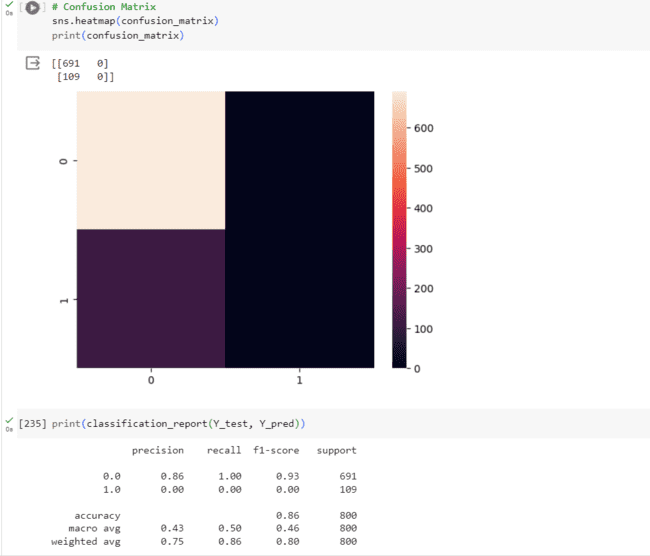 # Confusion Matrix
sns.heatmap(confusion_matrix)
print(confusion_matrix)
0s
[[691 0]
[109 0]]
600
0
500
400
300
200
1
100
0
0 1
[235] print(classification_report(Y_test, Y_pred))
0s
precision recall f1-score support
0.0 0.86 1.00 0.93 691
1.0 0.00 0.00 0.00 109
accuracy 0.86 800
macro avg 0.43 0.50 0.46 800
weighted avg 0.75 0.86 0.80 800